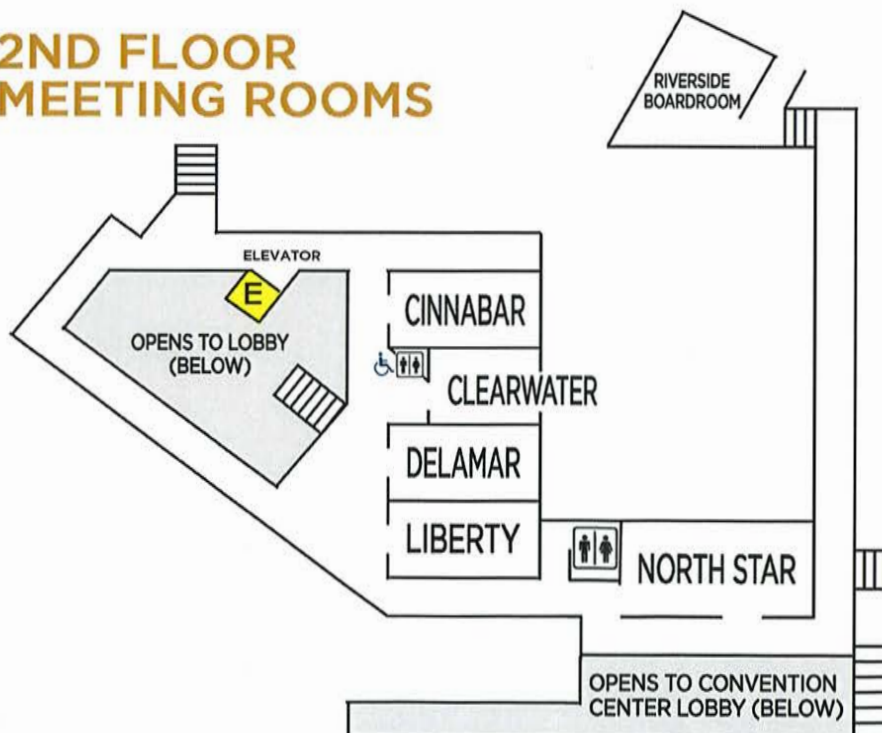 2ND FLOOR
MEETING ROOMS
RIVERSIDE
BOARDROOM
ELEVATOR
E
OPENS TO LOBBY
(BELOW)
CINNABAR
CLEARWATER
DELAMAR
LIBERTY
NORTH STAR
OPENS TO CONVENTION
CENTER LOBBY (BELOW)